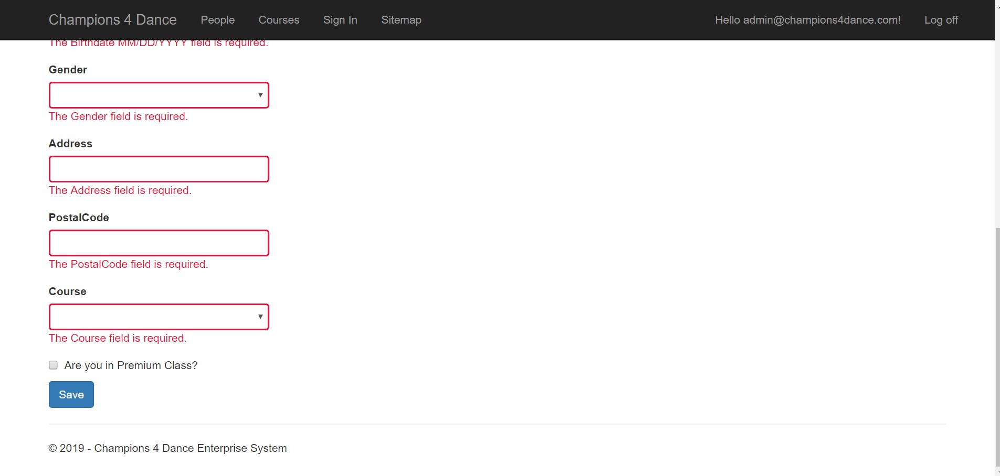 Champions 4 Dance People Courses Sign In Sitemap Hello admin@champions4dance.com! Log off
The Birthdate MM/DD/YYYY field is required.
Gender
The Gender field is required.
Address
The Address field is required.
PostalCode
The PostalCode field is required.
Course
The Course field is required.
Are you in Premium Class?
Save
© 2019 - Champions 4 Dance Enterprise System